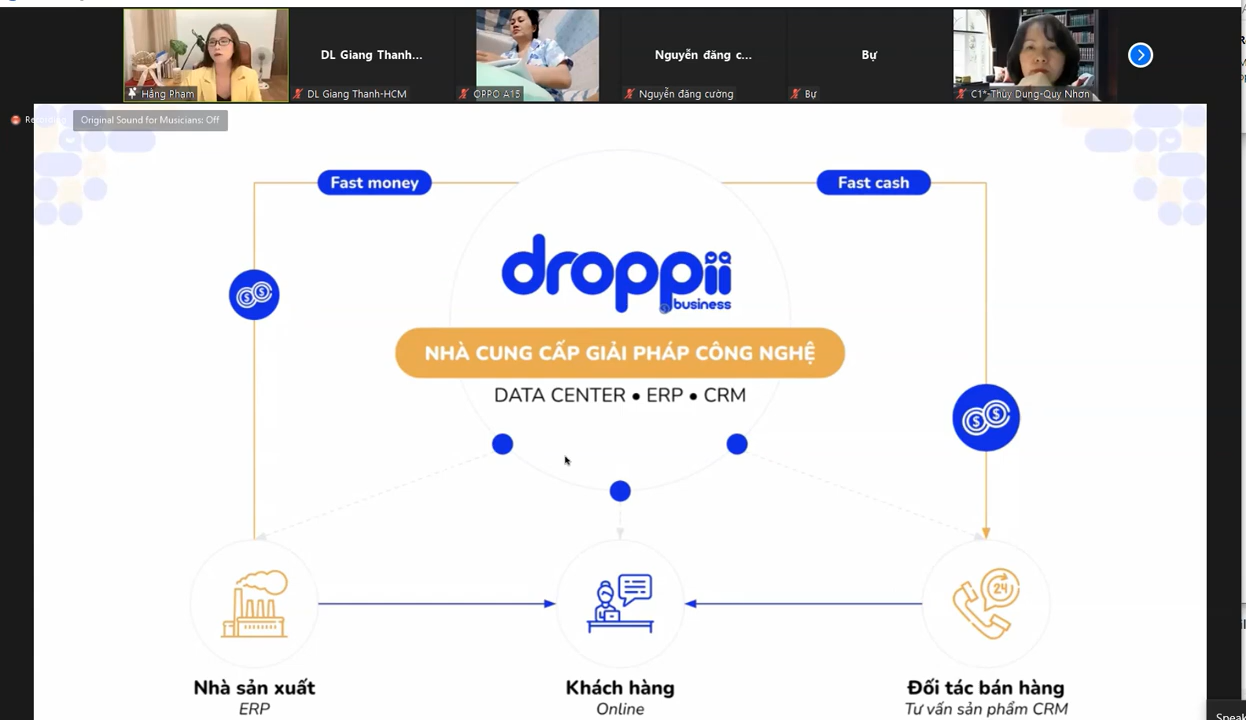 DL Giang Thanh...
Nguyễn đăng c...
Bự
Hằng Phạm
DL Giang Thanh-HCM
OPPO A15
Nguyễn đăng cường
Bự
C1*-Thùy Dung-Quy Nhơn
Original Sound for Musicians: Off
Fast money
Fast cash
droppii
business
NHÀ CUNG CẤP GIẢI PHÁP CÔNG NGHỆ
DATA CENTER • ERP • CRM
24
Nhà sản xuất
ERP
Khách hàng
Online
Đối tác bán hàng
Tư vấn sản phẩm CRM
Speak